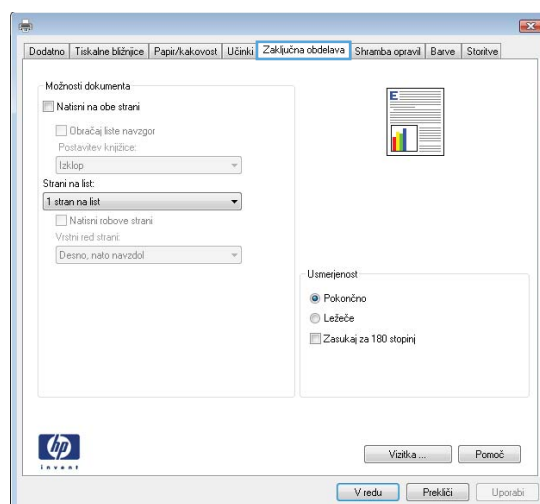 Dodatno Tiskalne bližnjice Papir/kakovost Učinki Zaključna obdelava Shramba opravil Barve Storitve
Možnosti dokumenta
Natisni na obe strani
Obračaj liste navzgor
Postavitev knjižice:
Izklop
Strani na list:
1 stran na list
Natisni robove strani
Vrstni red strani:
Desno, nato navzdol
E
Usmerjenost
Pokončno
Ležeče
Zasukaj za 180 stopinj
hp
invent
Vizitka ... Pomoč
V redu Prekliči Uporabi